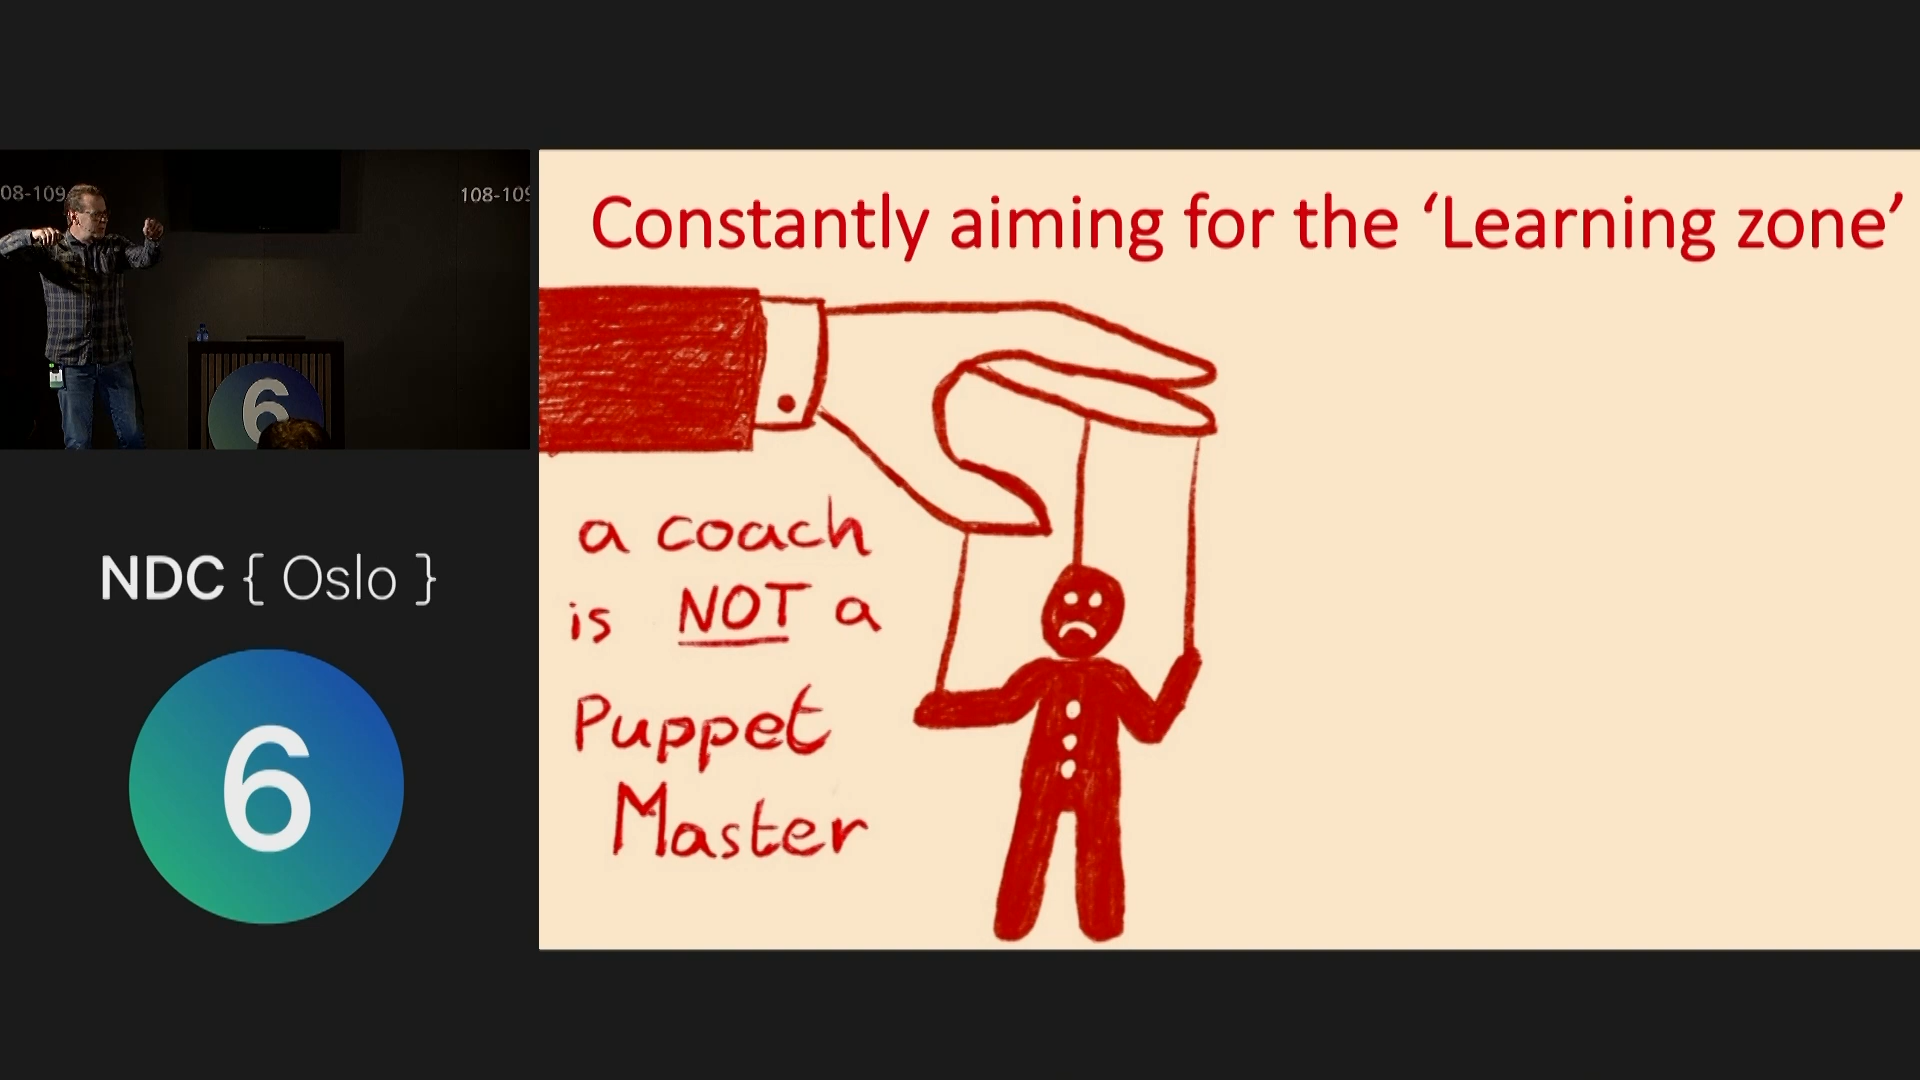 08-109
108-109
6
NDC { Oslo }
6
Constantly aiming for the ‘Learning zone’
a coach
is NOT a
Puppet
Master